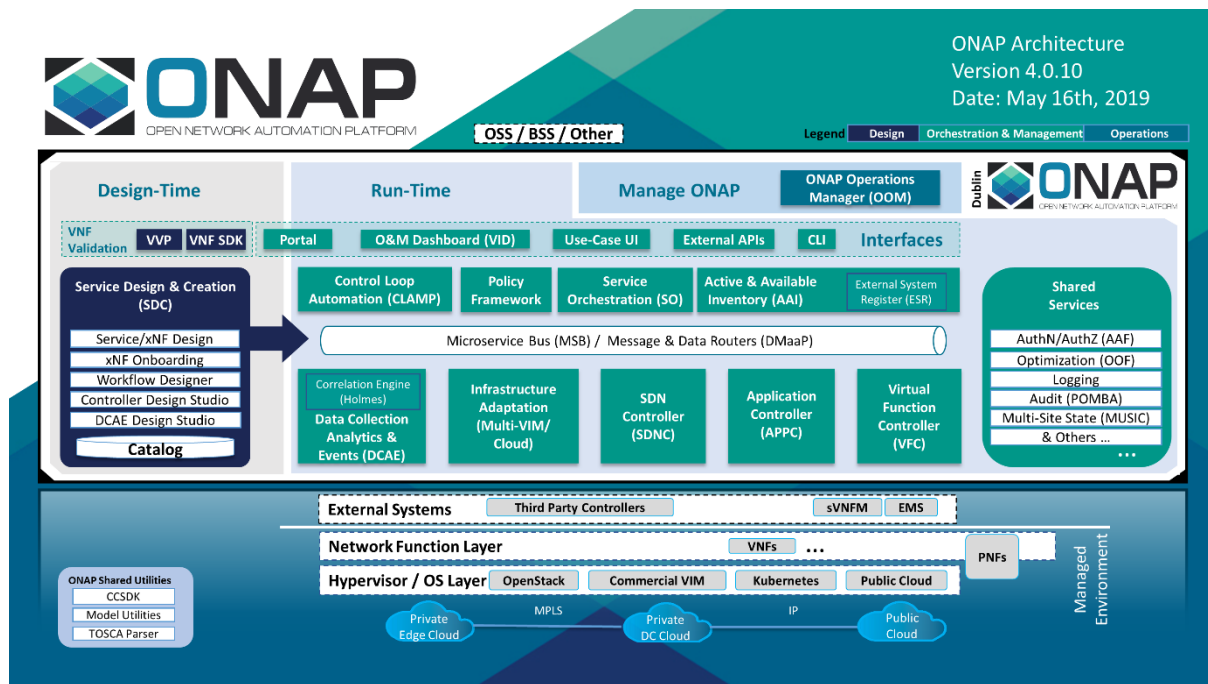 ONAP
OPEN NETWORK AUTOMATION PLATFORM
ONAP Architecture
Version 4.0.10
Date: May 16th, 2019
OSS / BSS / Other
Legend
Design
Orchestration & Management
Operations
Design-Time
Run-Time
Manage ONAP
ONAP Operations
Manager (OOM)
Dublin
ONAP
OPEN NETWORK AUTOMATION PLATFORM
VNF
Validation
VVP
VNF SDK
Portal
O&M Dashboard (VID)
Use-Case UI
External APIs
CLI
Interfaces
Service Design & Creation
(SDC)
Service/xNF Design
xNF Onboarding
Workflow Designer
Controller Design Studio
DCAE Design Studio
Catalog
Control Loop
Automation (CLAMP)
Policy
Framework
Service
Orchestration (SO)
Active & Available
Inventory (AAI)
External System
Register (ESR)
Microservice Bus (MSB) / Message & Data Routers (DMaaP)
Correlation Engine
(Holmes)
Data Collection
Analytics &
Events (DCAE)
Infrastructure
Adaptation
(Multi-VIM/
Cloud)
SDN
Controller
(SDNC)
Application
Controller
(APPC)
Virtual
Function
Controller
(VFC)
Shared
Services
AuthN/AuthZ (AAF)
Optimization (OOF)
Logging
Audit (POMBA)
Multi-Site State (MUSIC)
& Others ...
...
External Systems
Third Party Controllers
sVNFM
EMS
Network Function Layer
VNFs
...
PNFs
Hypervisor / OS Layer
OpenStack
Commercial VIM
Kubernetes
Public Cloud
Managed
Environment
ONAP Shared Utilities
CCSDK
Model Utilities
TOSCA Parser
Private
Edge Cloud
MPLS
Private
DC Cloud
IP
Public
Cloud